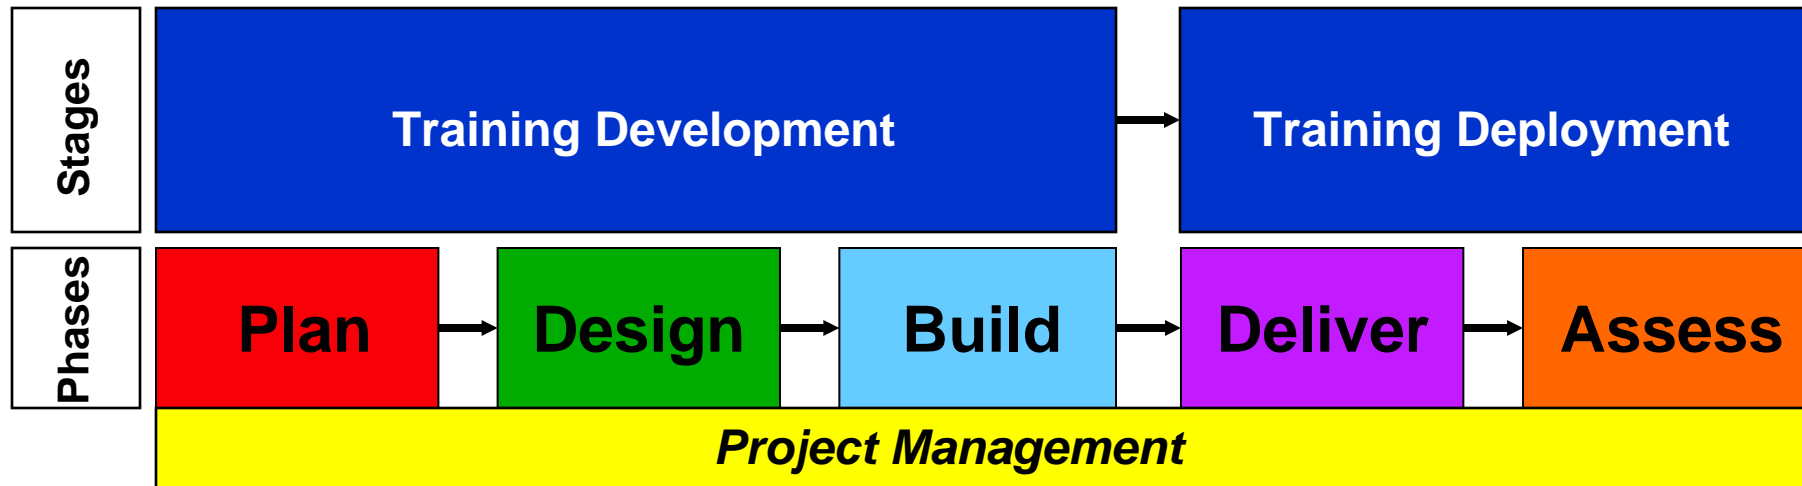 Stages
Training Development
Training Deployment
Phases
Plan
Design
Build
Deliver
Assess
Project Management